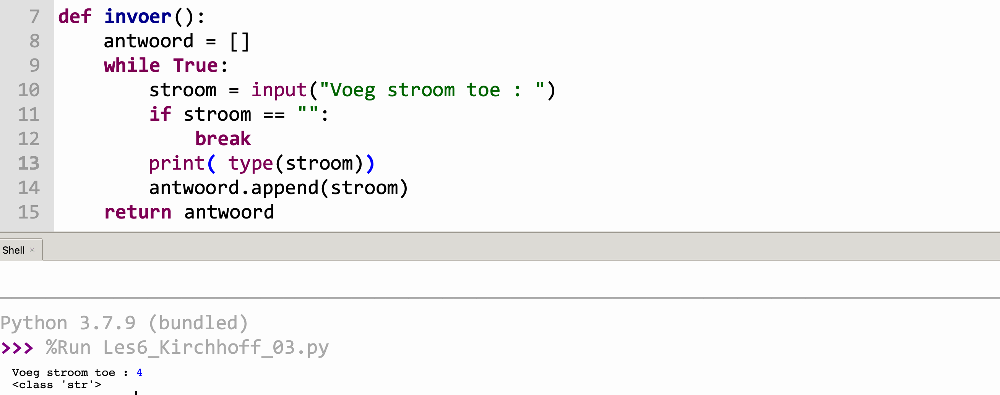 7 def invoer():
8     antwoord = []
9     while True:
10         stroom = input("Voeg stroom toe : ")
11         if stroom == "":
12             break
13         print( type(stroom))
14         antwoord.append(stroom)
15     return antwoord
Shell ×
Python 3.7.9 (bundled)
>>> %Run Les6_Kirchhoff_03.py
Voeg stroom toe : 4
<class 'str'>